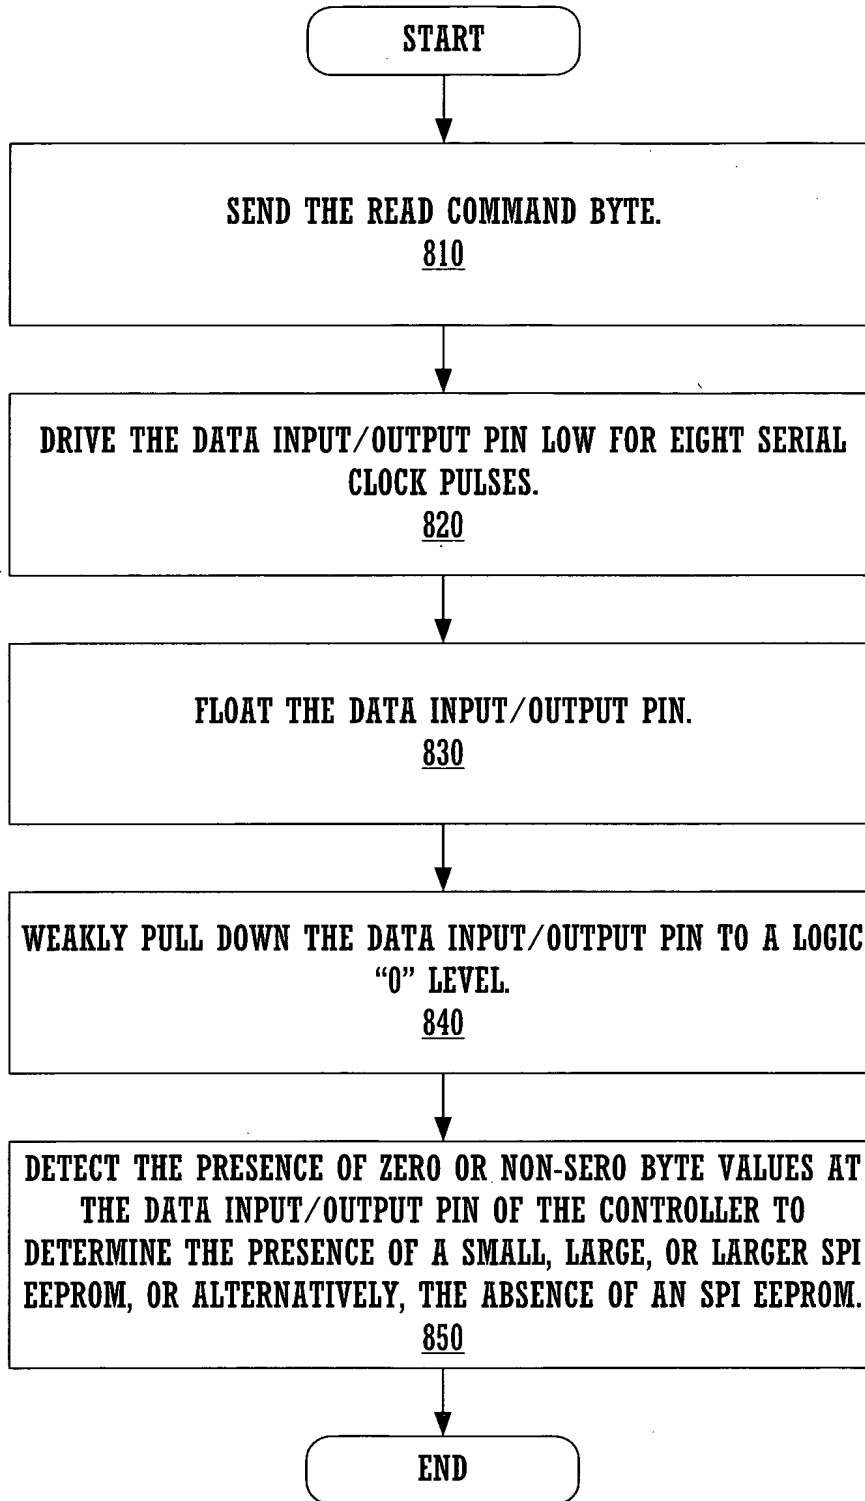 START
SEND THE READ COMMAND BYTE.
810
DRIVE THE DATA INPUT/OUTPUT PIN LOW FOR EIGHT SERIAL
CLOCK PULSES.
820
FLOAT THE DATA INPUT/OUTPUT PIN.
830
WEAKLY PULL DOWN THE DATA INPUT/OUTPUT PIN TO A LOGIC
“0” LEVEL.
840
DETECT THE PRESENCE OF ZERO OR NON-SERO BYTE VALUES AT
THE DATA INPUT/OUTPUT PIN OF THE CONTROLLER TO
DETERMINE THE PRESENCE OF A SMALL, LARGE, OR LARGER SPI
EEPROM, OR ALTERNATIVELY, THE ABSENCE OF AN SPI EEPROM.
850
END